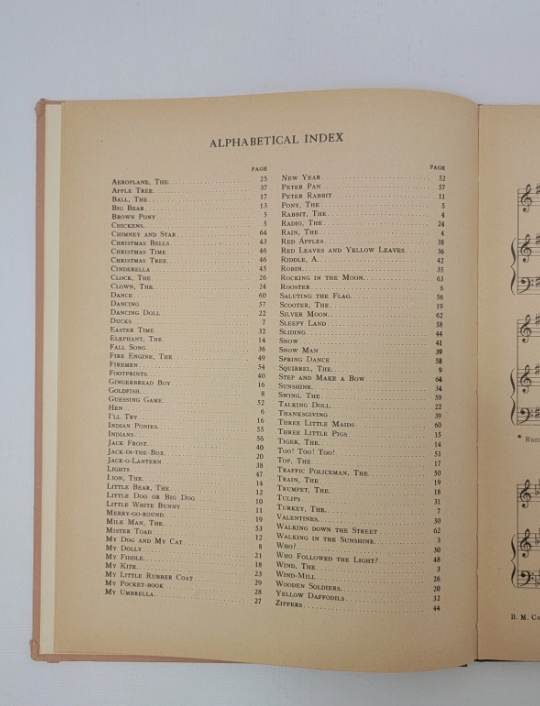 ALPHABETICAL INDEX
PAGE
AEROPLANE, THE 25
APPLE TREE 37
BALL, THE 17
BIG BEAR 13
BROWN PONY 5
CHICKENS 5
CHIMNEY AND STAR 64
CHRISTMAS BELLS 43
CHRISTMAS TIME 46
CHRISTMAS TREE 46
CINDERELLA 45
CLOCK, THE 26
CLOWN, THE 24
DANCE 60
DANCING 57
DANCING DOLL 22
DUCKS 7
EASTER TIME 32
ELEPHANT, THE 14
FALL SONG 36
FIRE ENGINE, THE 49
FIREMEN 54
FOOTPRINTS 40
GINGERBREAD BOY 16
GOLDFISH 8
GUESSING GAME 52
HEN 6
I'LL TRY 16
INDIAN PONIES 55
INDIANS 56
JACK FROST 40
JACK-IN-THE-BOX 20
JACK-O-LANTERN 38
LIGHTS 47
LION, THE 14
LITTLE BEAR, THE 12
LITTLE DOG OR BIG DOG 10
LITTLE WHITE BUNNY 11
MERRY-GO-ROUND 19
MILK MAN, THE 53
MISTER TOAD 12
MY DOG AND MY CAT 8
MY DOLLY 21
MY FIDDLE 18
MY KITE 23
MY LITTLE RUBBER COAT 29
MY POCKET-BOOK 28
MY UMBRELLA 27
PAGE
NEW YEAR
PETER PAN 37
PETER RABBIT 11
PONY, THE 5
RABBIT, THE 4
RADIO, THE 24
RAIN, THE 4
RED APPLES 38
RED LEAVES AND YELLOW LEAVES 36
RIDDLE, A 42
ROBIN 35
ROCKING IN THE MOON 63
ROOSTER 6
SALUTING THE FLAG 56
SCOOTER, THE 19
SILVER MOON 62
SLEEPY LAND 58
SLIDING 44
SNOW 41
SNOW MAN 39
SPRING DANCE 58
SQUIRREL, THE 9
STEP AND MAKE A BOW 64
SUNSHINE 34
SWING, THE 59
TALKING DOLL 22
THANKSGIVING 39
THREE LITTLE MAIDS 60
THREE LITTLE PIGS 15
TIGER, THE 14
TOO! TOO! TOO! 51
TOP, THE 17
TRAFFIC POLICEMAN, THE 50
TRAIN, THE 19
TRUMPET, THE 18
TULIPS 31
TURKEY, THE 7
VALENTINES 30
WALKING DOWN THE STREET 62
WALKING IN THE SUNSHINE 3
WHO? 30
WHO FOLLOWED THE LIGHT? 48
WIND, THE 3
WIND-MILL 26
WOODEN SOLDIERS 20
YELLOW DAFFODILS 32
ZIPPERS 44
B. M. Co